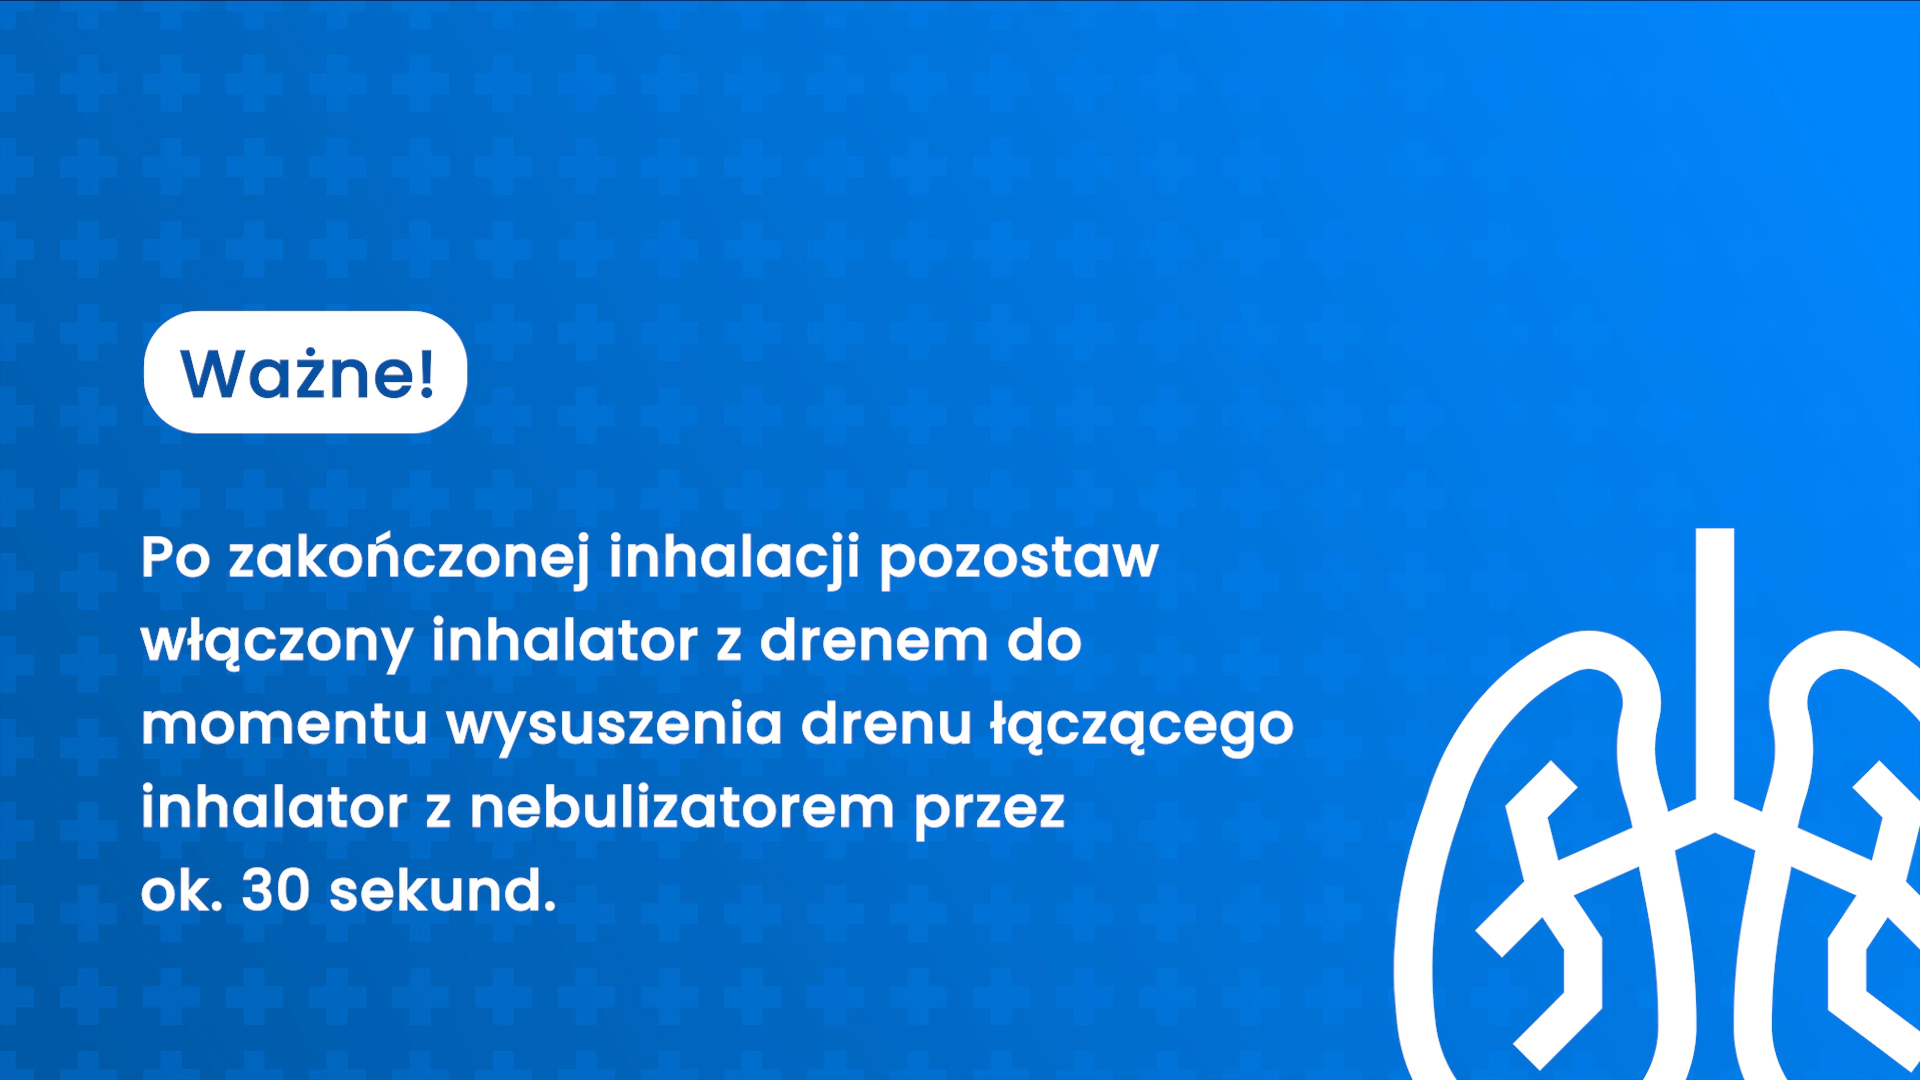 Ważne!
Po zakończonej inhalacji pozostaw
włączony inhalator z drenem do
momentu wysuszenia drenu łączącego
inhalator z nebulizatorem przez
ok. 30 sekund.